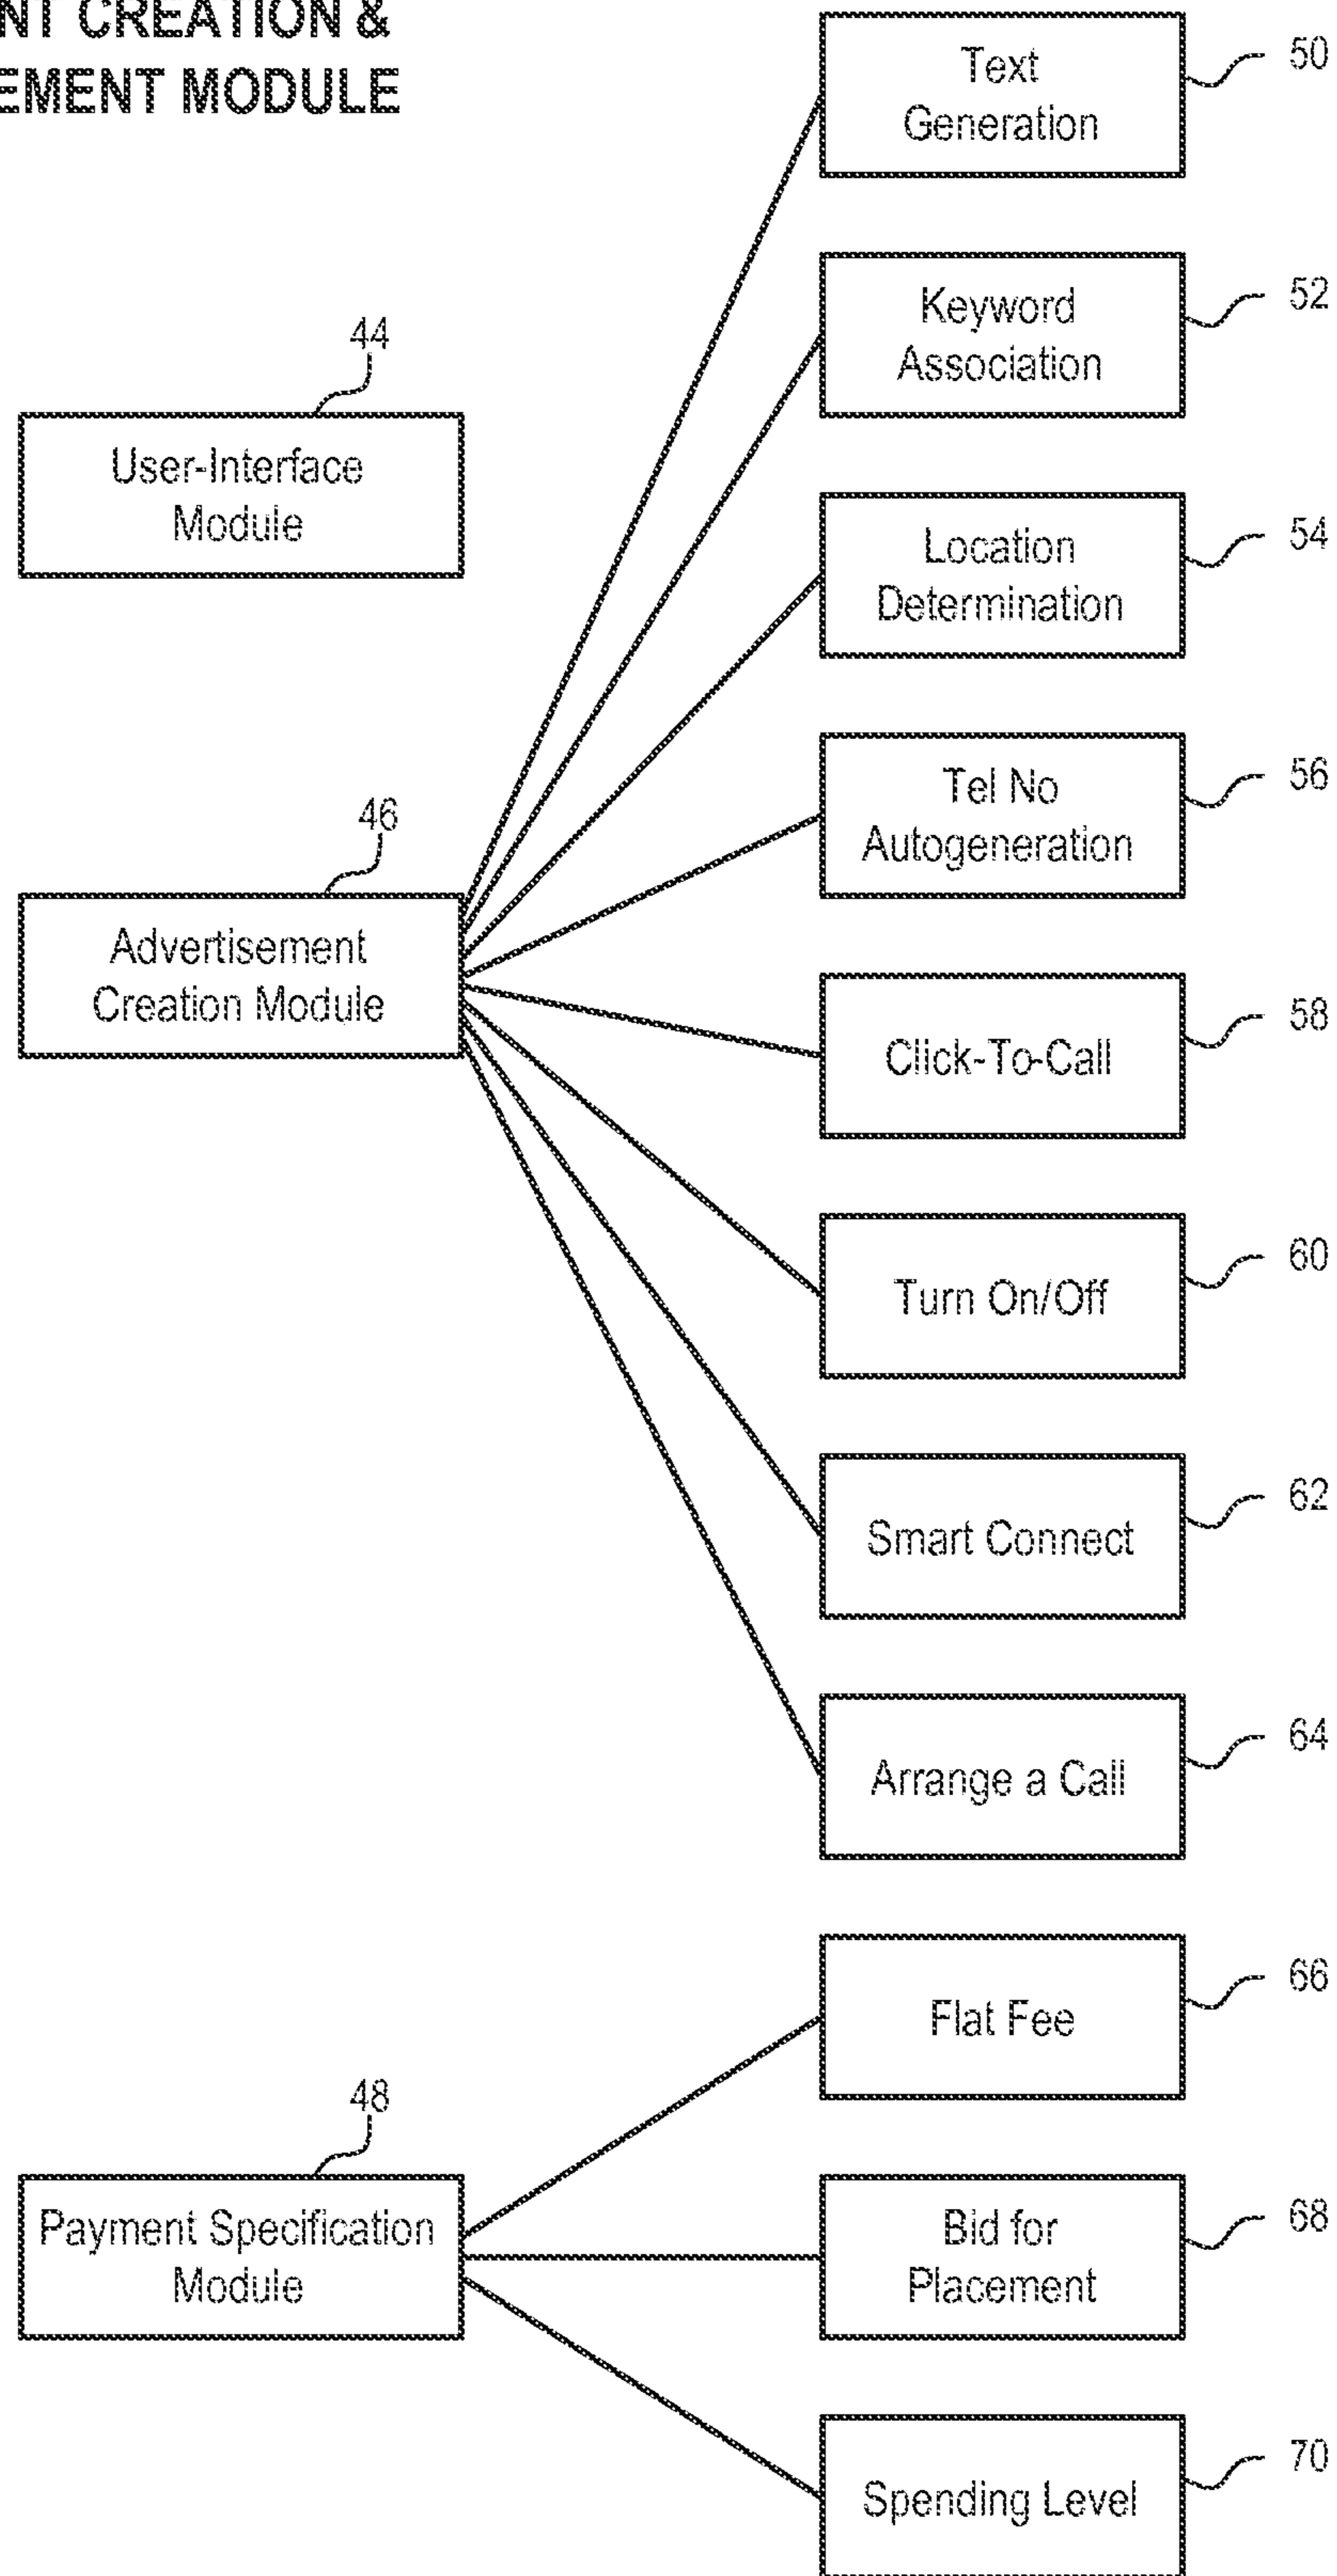 CREATION &
MODULE
Text
Generation
50
Keyword
Association
52
44
User-Interface
Module
Location
Determination
54
Tel No
Autogeneration
56
46
Advertisement
Creation Module
Click-To-Call
58
Turn On/Off
60
Smart Connect
62
Arrange a Call
64
Flat Fee
66
48
Payment Specification
Module
Bid for
Placement
68
Spending Level
70